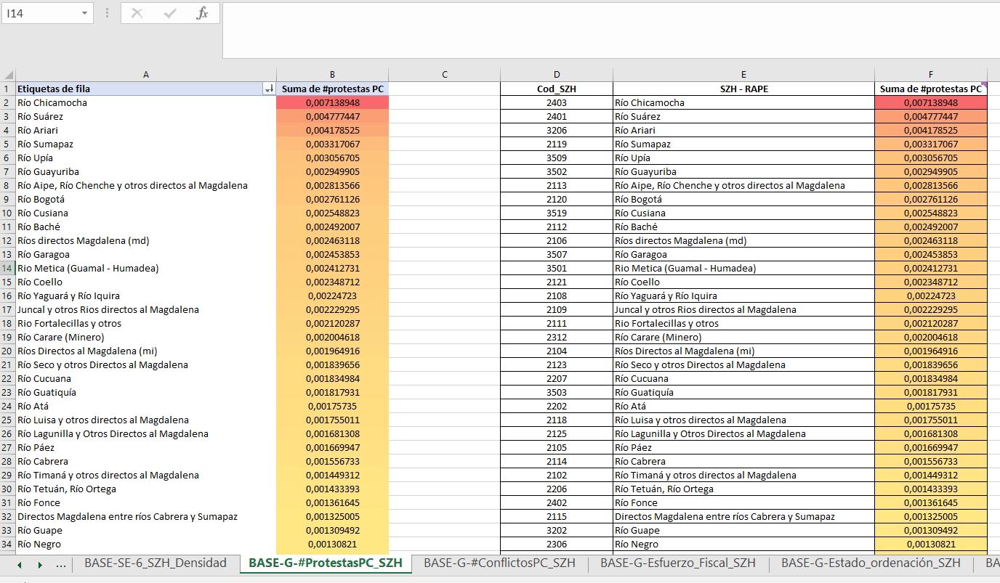 I14
fx
A B C D E F
1 Etiquetas de fila Suma de #protestas PC Cod_SZH SZH - RAPE Suma de #protestas PC
2 Río Chicamocha 0,007138948 2403 Río Chicamocha 0,007138948
3 Río Suárez 0,004777447 2401 Río Suárez 0,004777447
4 Río Ariari 0,004178525 3206 Río Ariari 0,004178525
5 Río Sumapaz 0,003317067 2119 Río Sumapaz 0,003317067
6 Río Upía 0,003056705 3509 Río Upía 0,003056705
7 Río Guayuriba 0,002949905 3502 Río Guayuriba 0,002949905
8 Río Aipe, Río Chenche y otros directos al Magdalena 0,002813566 2113 Río Aipe, Río Chenche y otros directos al Magdalena 0,002813566
9 Río Bogotá 0,002761126 2120 Río Bogotá 0,002761126
10 Río Cusiana 0,002548823 3519 Río Cusiana 0,002548823
11 Río Baché 0,002492007 2112 Río Baché 0,002492007
12 Ríos directos Magdalena (md) 0,002463118 2106 Ríos directos Magdalena (md) 0,002463118
13 Río Garagoa 0,002453853 3507 Río Garagoa 0,002453853
14 Rio Metica (Guamal - Humadea) 0,002412731 3501 Rio Metica (Guamal - Humadea) 0,002412731
15 Río Coello 0,002348712 2121 Río Coello 0,002348712
16 Río Yaguará y Río Iquira 0,00224723 2108 Río Yaguará y Río Iquira 0,00224723
17 Juncal y otros Rios directos al Magdalena 0,002229295 2109 Juncal y otros Rios directos al Magdalena 0,002229295
18 Rio Fortalecillas y otros 0,002120287 2111 Rio Fortalecillas y otros 0,002120287
19 Río Carare (Minero) 0,002004618 2312 Río Carare (Minero) 0,002004618
20 Ríos Directos al Magdalena (mi) 0,001964916 2104 Ríos Directos al Magdalena (mi) 0,001964916
21 Río Seco y otros Directos al Magdalena 0,001839656 2123 Río Seco y otros Directos al Magdalena 0,001839656
22 Río Cucuana 0,001834984 2207 Río Cucuana 0,001834984
23 Río Guatiquía 0,001817931 3503 Río Guatiquía 0,001817931
24 Río Atá 0,00175735 2202 Río Atá 0,00175735
25 Río Luisa y otros directos al Magdalena 0,001755011 2118 Río Luisa y otros directos al Magdalena 0,001755011
26 Río Lagunilla y Otros Directos al Magdalena 0,001681308 2125 Río Lagunilla y Otros Directos al Magdalena 0,001681308
27 Río Páez 0,001669947 2105 Río Páez 0,001669947
28 Río Cabrera 0,001556733 2114 Río Cabrera 0,001556733
29 Río Timaná y otros directos al Magdalena 0,001449312 2102 Río Timaná y otros directos al Magdalena 0,001449312
30 Río Tetuán, Río Ortega 0,001433393 2206 Río Tetuán, Río Ortega 0,001433393
31 Río Fonce 0,001361645 2402 Río Fonce 0,001361645
32 Directos Magdalena entre ríos Cabrera y Sumapaz 0,001325005 2115 Directos Magdalena entre ríos Cabrera y Sumapaz 0,001325005
33 Río Guape 0,001309492 3202 Río Guape 0,001309492
34 Río Negro 0,00130821 2306 Río Negro 0,00130821
... BASE-SE-6_SZH_Densidad BASE-G-#ProtestasPC_SZH BASE-G-#ConflictosPC_SZH BASE-G-Esfuerzo_Fiscal_SZH BASE-G-Estado_ordenación_SZH BA